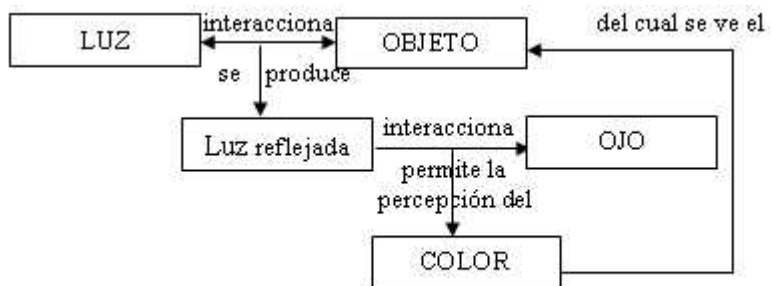 LUZ
interacciona
OBJETO
del cual se ve el
se produce
Luz reflejada
interacciona
OJO
permite la
percepción del
COLOR